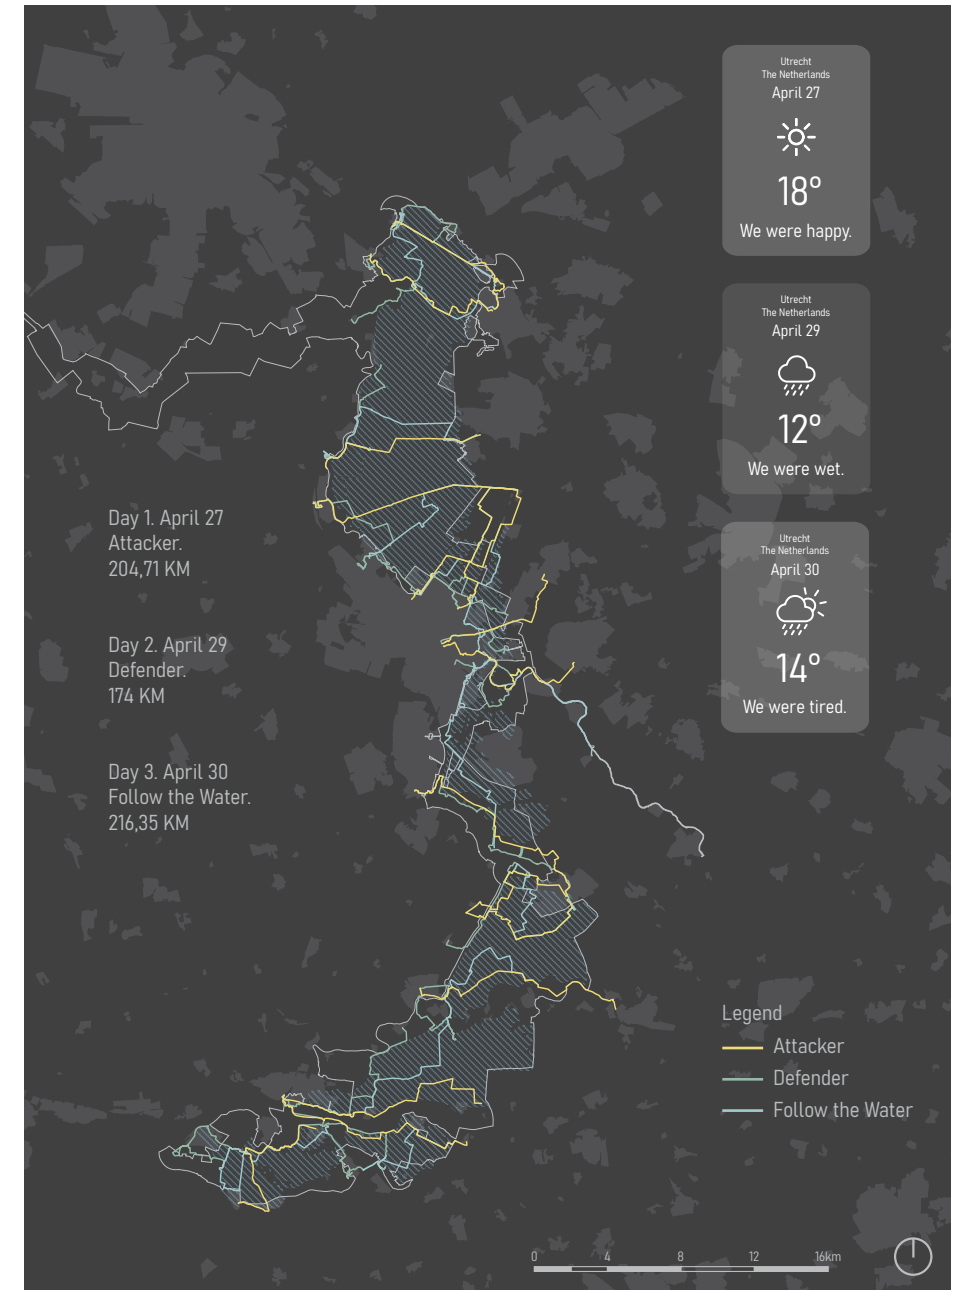 Utrecht
The Netherlands
April 27
18°
We were happy.
Utrecht
The Netherlands
April 29
12°
We were wet.
Utrecht
The Netherlands
April 30
14°
We were tired.
Day 1. April 27
Attacker.
204,71 KM
Day 2. April 29
Defender.
174 KM
Day 3. April 30
Follow the Water.
216,35 KM
Legend
Attacker
Defender
Follow the Water
0 4 8 12 16km